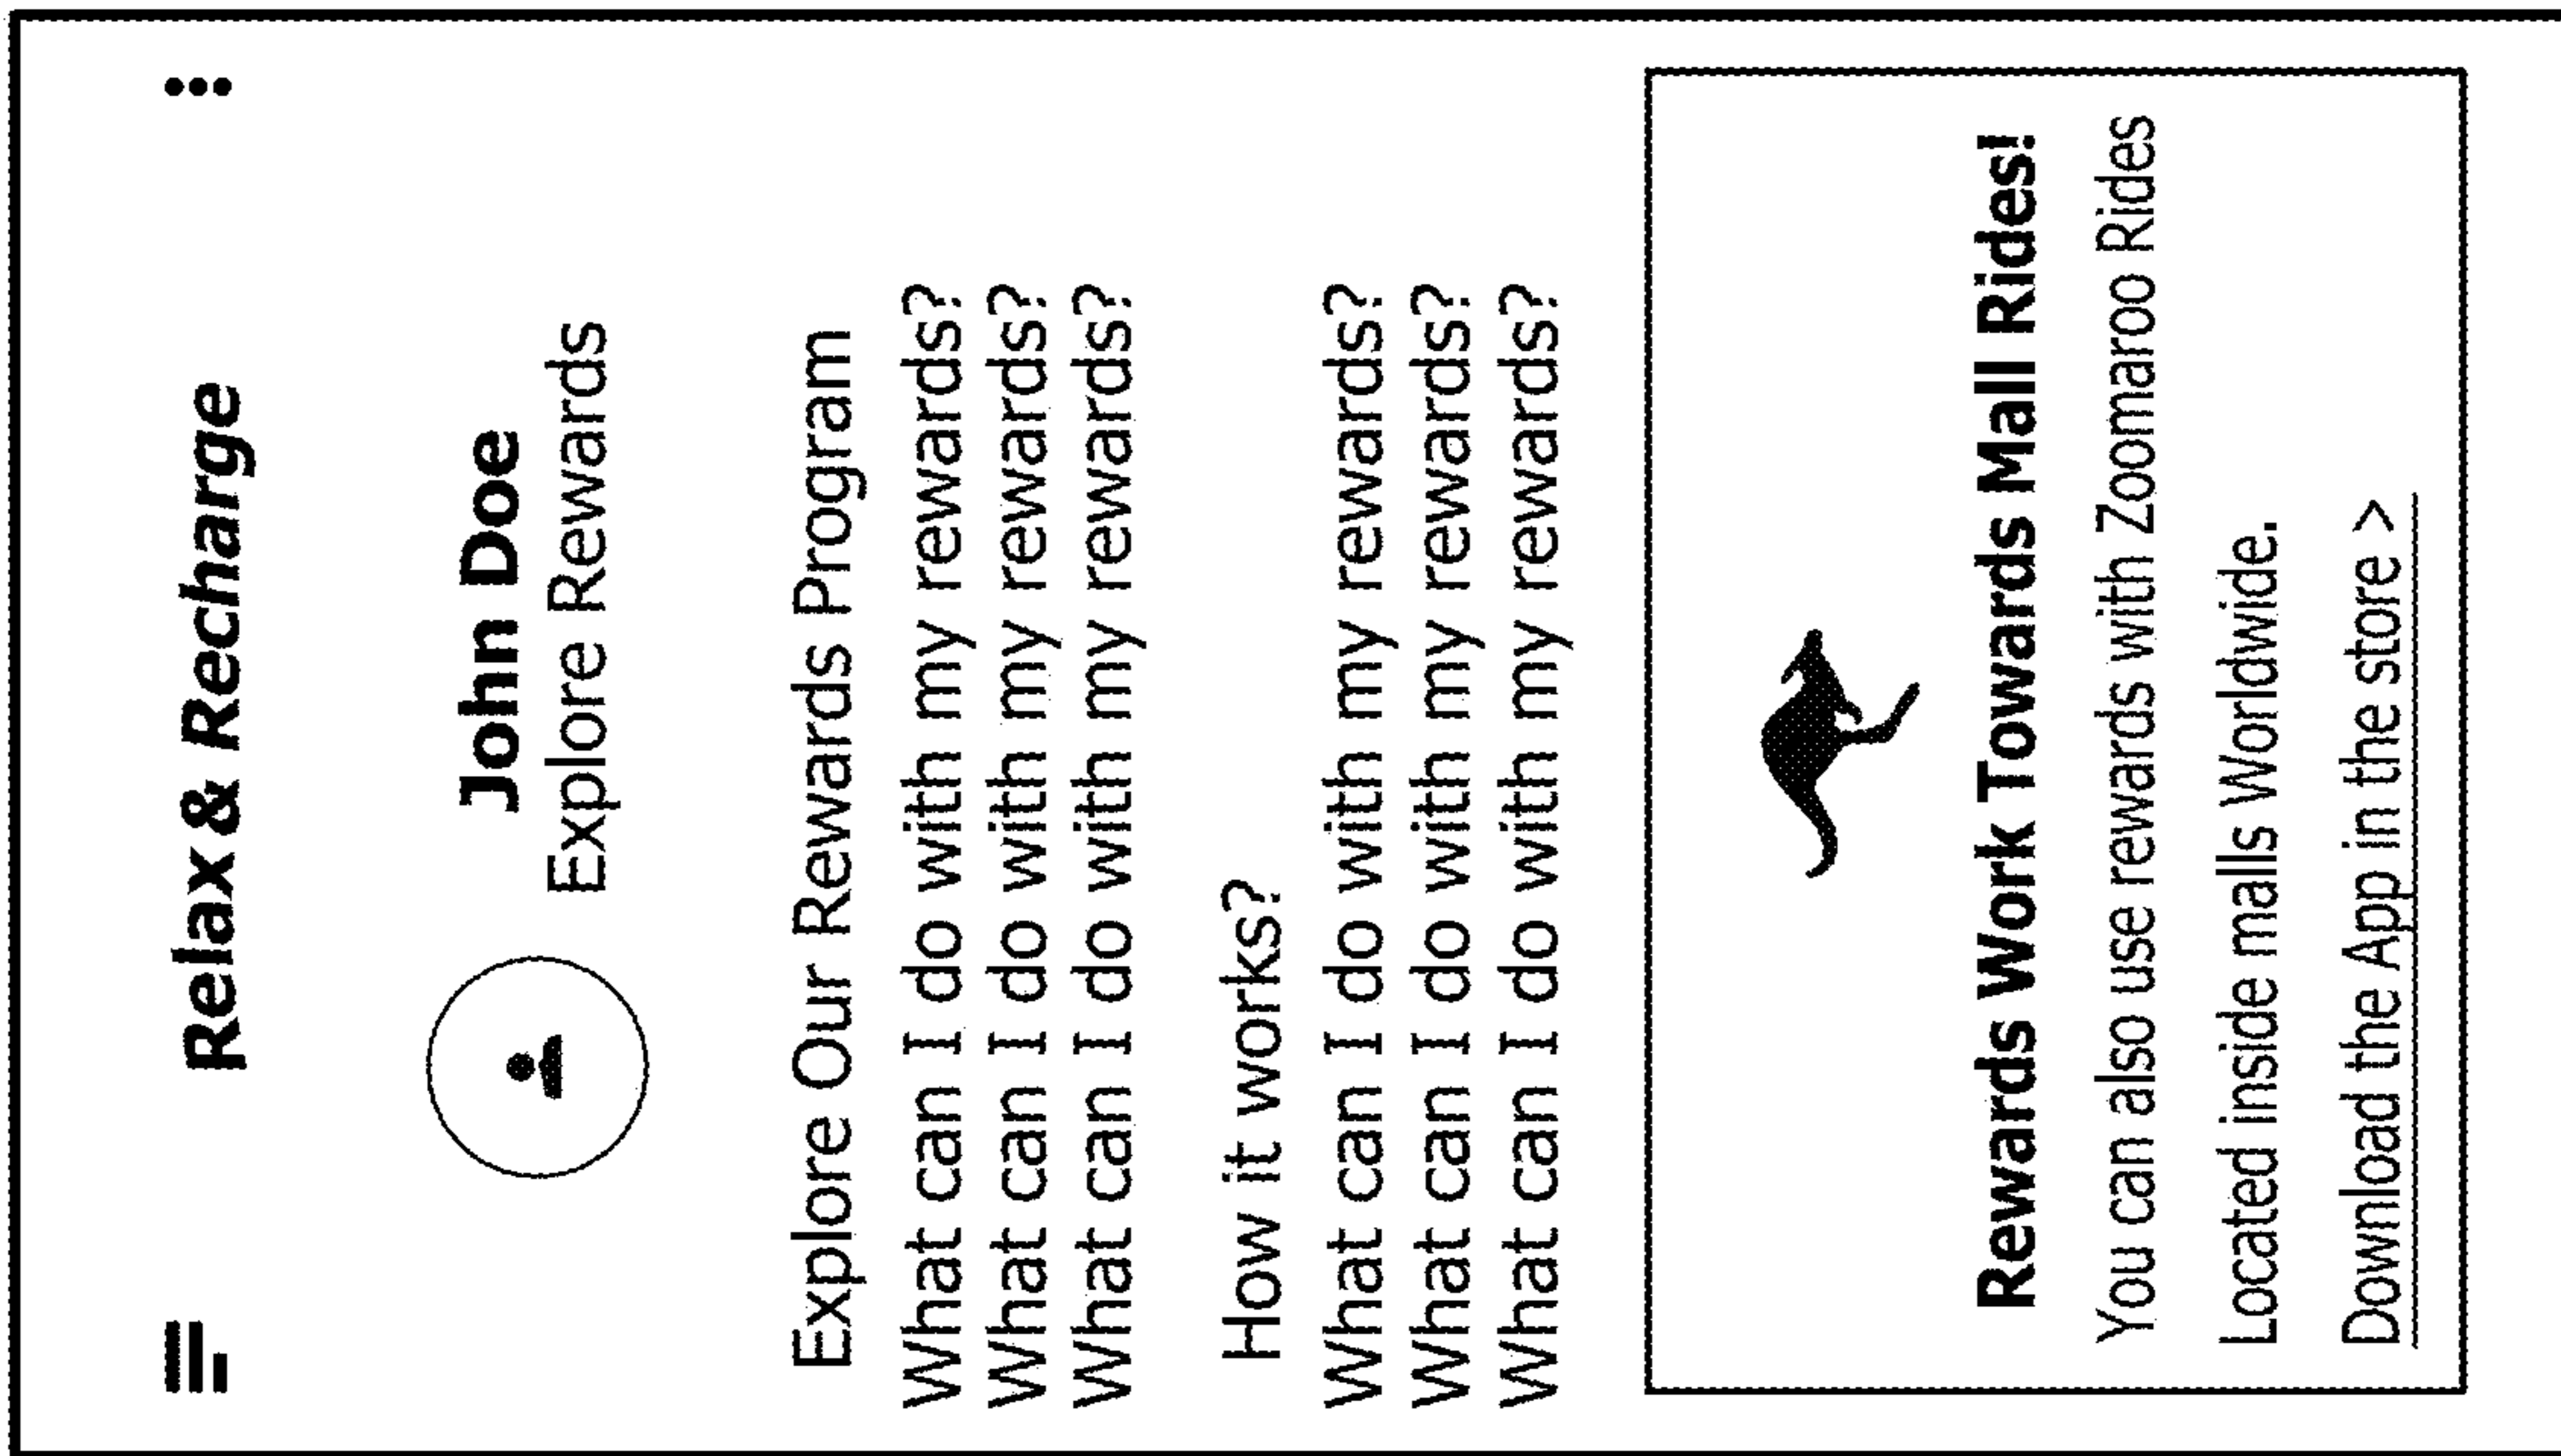 Relax & Recharge
John Doe
Explore Rewards
Explore Our Rewards Program
What can I do with my rewards?
What can I do with my rewards?
What can I do with my rewards?
How it works?
What can I do with my rewards?
What can I do with my rewards?
What can I do with my rewards?
Rewards Work Towards Mall Rides!
You can also use rewards with Zoomaroo Rides
Located inside malls Worldwide.
Download the App in the store >